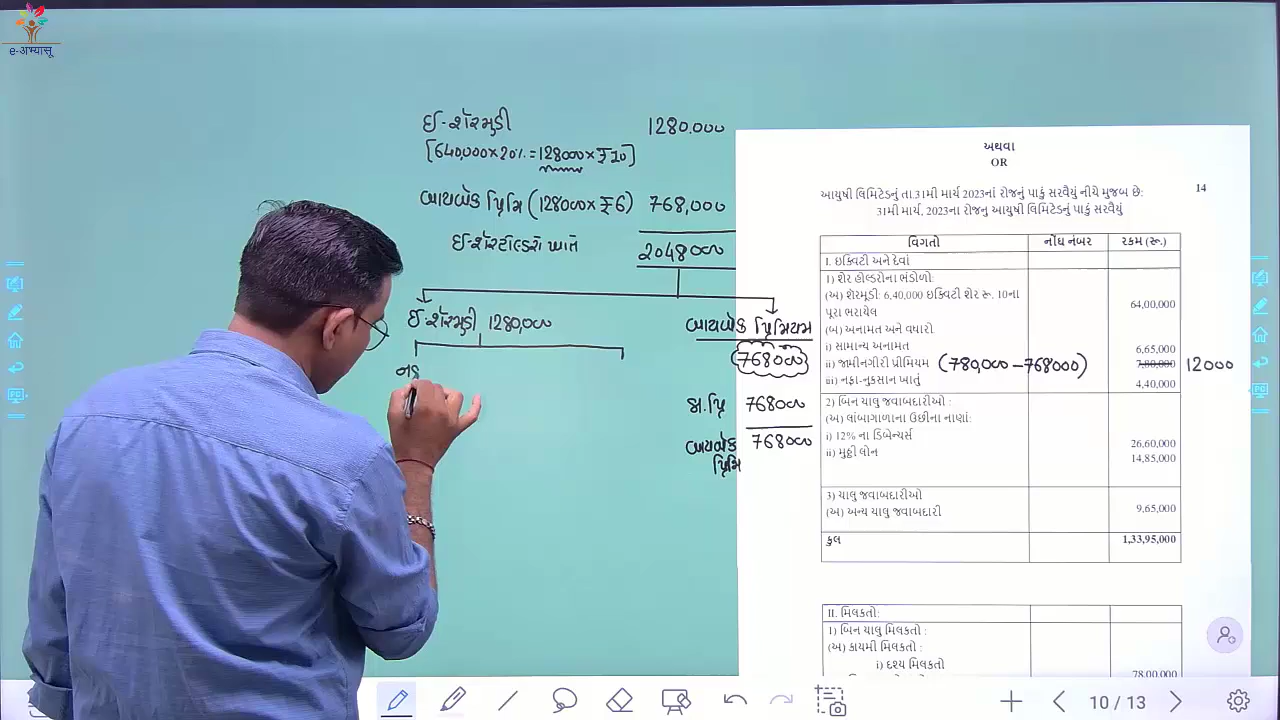 e-अभ्यासू
ઈ-શૅરમુડી 1280.000
[640,000×20%=128000×₹10]
બાયબેક પ્રિમિ (128000×₹6) 768,000
ઈ-શૅરહોલ્ડરો ખાતે 2048000
ઈ શૅરમુડી 1280,000
બાયબેક પ્રિમિયમ
768000
જા.પ્રિ 768000
બાયબેક 768000
પ્રિમિ
નફ
અથવા
OR
14
આયુષી લિમિટેડનું તા.31મી માર્ચ 2023નાં રોજનું પાકું સરવૈયું નીચે મુજબ છે:
31મી માર્ચ, 2023ના રોજનુ આયુષી લિમિટેડનું પાકું સરવૈયું
વિગતો નોંધ નંબર રકમ (રૂ.)
I. ઇક્વિટી અને દેવાં
1) શેર હોલ્ડરોના ભંડોળો:
(અ) શેરમૂડી: 6,40,000 ઇક્વિટી શેર રૂ. 10ના 64,00,000
પૂરા ભરાયેલ
(બ) અનામત અને વધારો
i) સામાન્ય અનામત 6,65,000
ii) જામીનગીરી પ્રીમિયમ (780,000-768000) 7,80,000 12000
iii) નફા-નુકસાન ખાતું 4,40,000
2) બિન ચાલુ જવાબદારીઓ :
(અ) લાંબાગાળાના ઉછીના નાણાં:
i) 12% ના ડિબેન્ચર્સ 26,60,000
ii) મુદ્દતી લોન 14,85,000
3) ચાલુ જવાબદારીઓ
(અ) અન્ય ચાલુ જવાબદારી 9,65,000
કુલ 1,33,95,000
II. મિલકતો:
1) બિન ચાલુ મિલકતો :
(અ) કાયમી મિલકતો :
i) દશ્ય મિલકતો
78,00,000
10 / 13